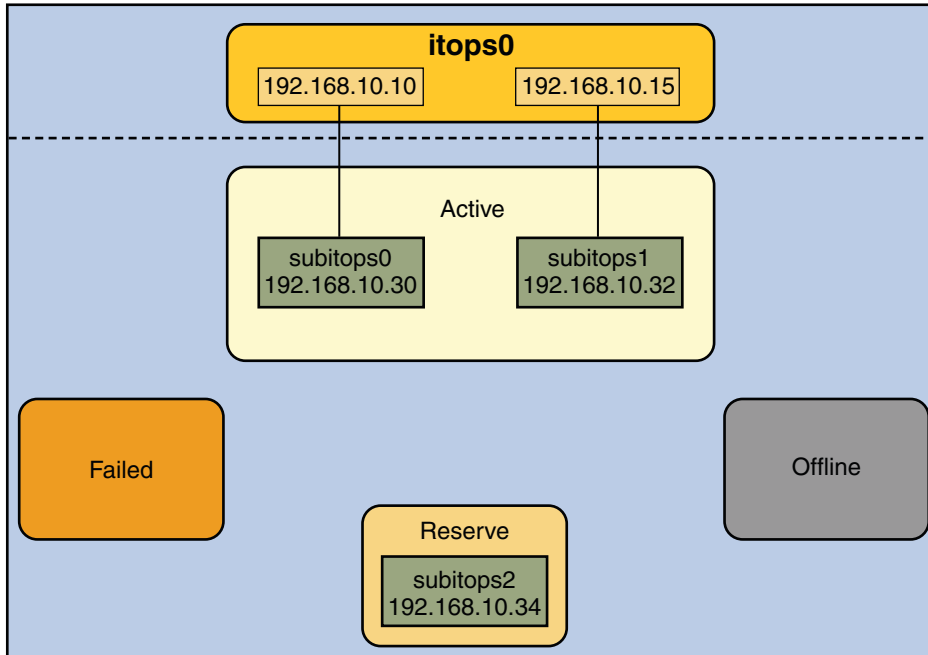 itops0
192.168.10.10 192.168.10.15
Active
subitops0 subitops1
192.168.10.30 192.168.10.32
Failed
Offline
Reserve
subitops2
192.168.10.34